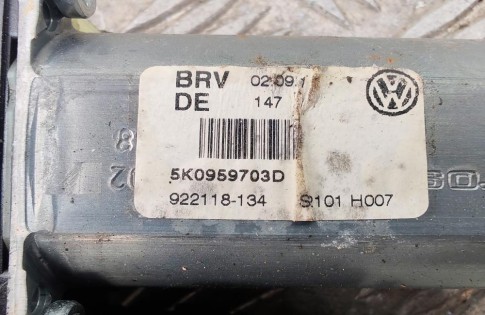 BRV 02.09.1
DE 147
5K0959703D
922118-134 S101 H007